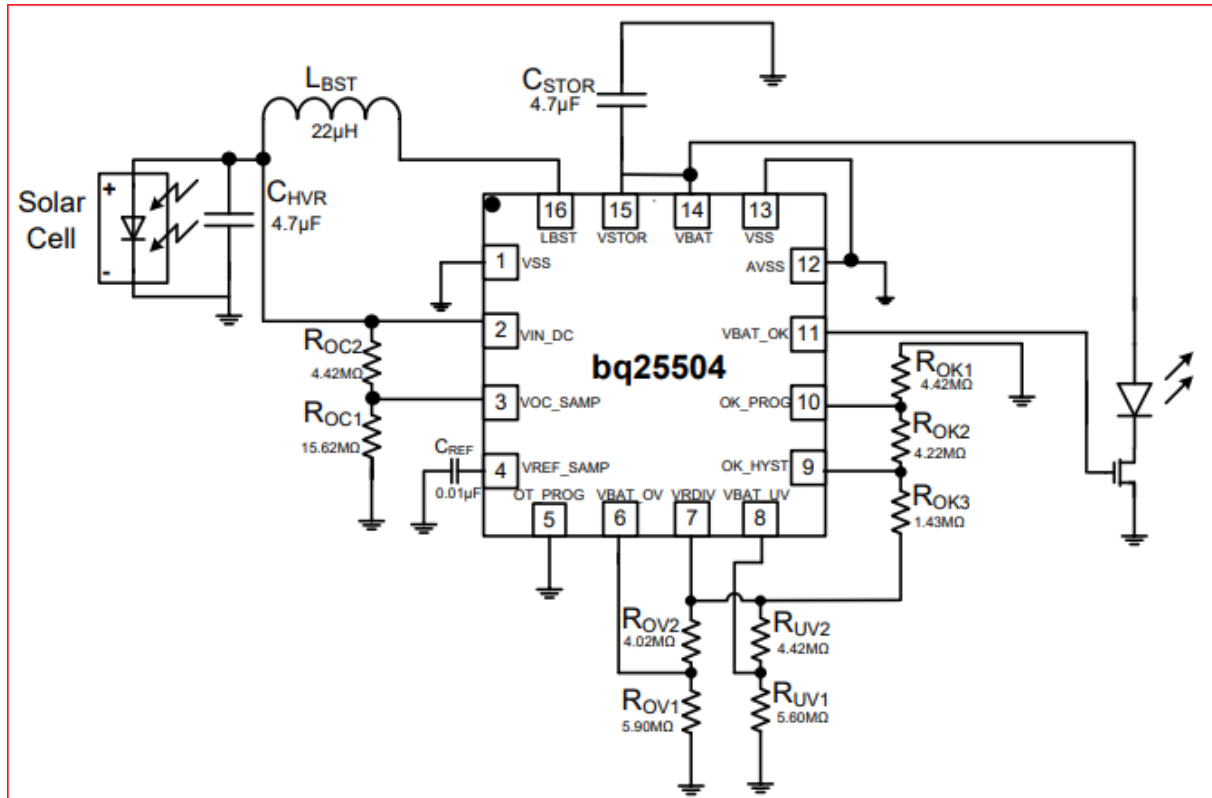 LBST
22µH
CSTOR
4.7µF
Solar
Cell
+
-
CHVR
4.7µF
16
LBST
15
VSTOR
14
VBAT
13
VSS
1
VSS
12
AVSS
2
VIN_DC
11
VBAT_OK
bq25504
ROC2
4.42MΩ
3
VOC_SAMP
10
OK_PROG
ROC1
15.62MΩ
CREF
0.01µF
4
VREF_SAMP
9
OK_HYST
ROK1
4.42MΩ
ROK2
4.22MΩ
ROK3
1.43MΩ
OT_PROG
VBAT_OV
VRDIV
VBAT_UV
5
6
7
8
ROV2
4.02MΩ
RUV2
4.42MΩ
ROV1
5.90MΩ
RUV1
5.60MΩ